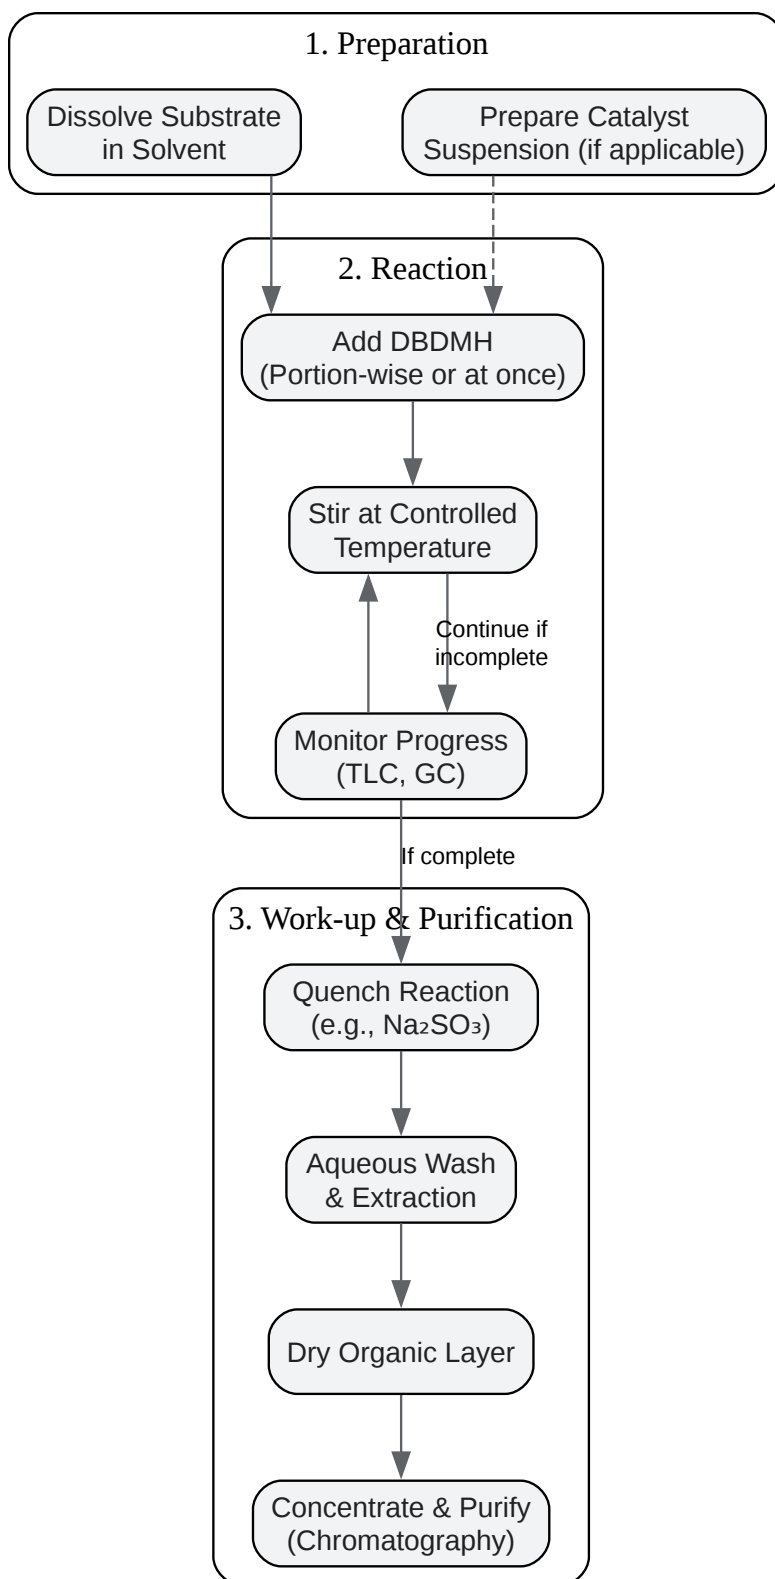 1. Preparation
Dissolve Substrate
in Solvent
Prepare Catalyst
Suspension (if applicable)
2. Reaction
Add DBDMH
(Portion-wise or at once)
Stir at Controlled
Temperature
Continue if
incomplete
Monitor Progress
(TLC, GC)
If complete
3. Work-up & Purification
Quench Reaction
(e.g., Na₂SO₃)
Aqueous Wash
& Extraction
Dry Organic Layer
Concentrate & Purify
(Chromatography)